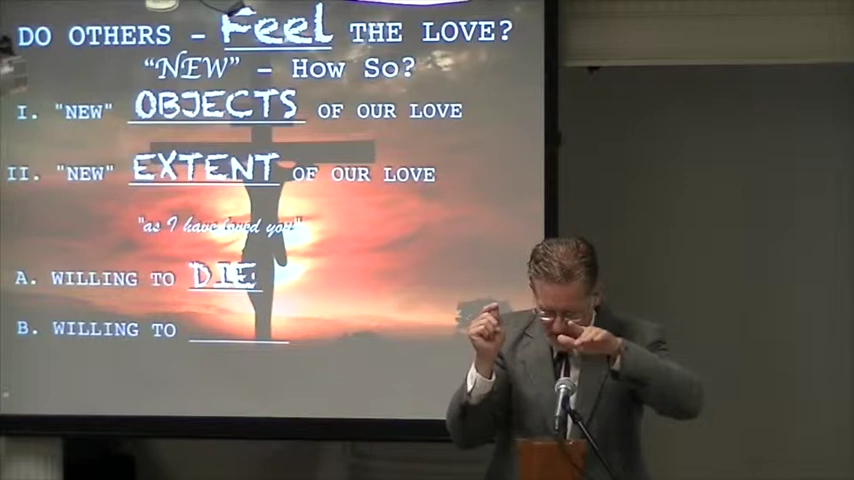 DO OTHERS – Feel THE LOVE?
"NEW" – How So?
I. "NEW" OBJECTS OF OUR LOVE
II. "NEW" EXTENT OF OUR LOVE
"as I have loved you"
A. WILLING TO DIE
B. WILLING TO